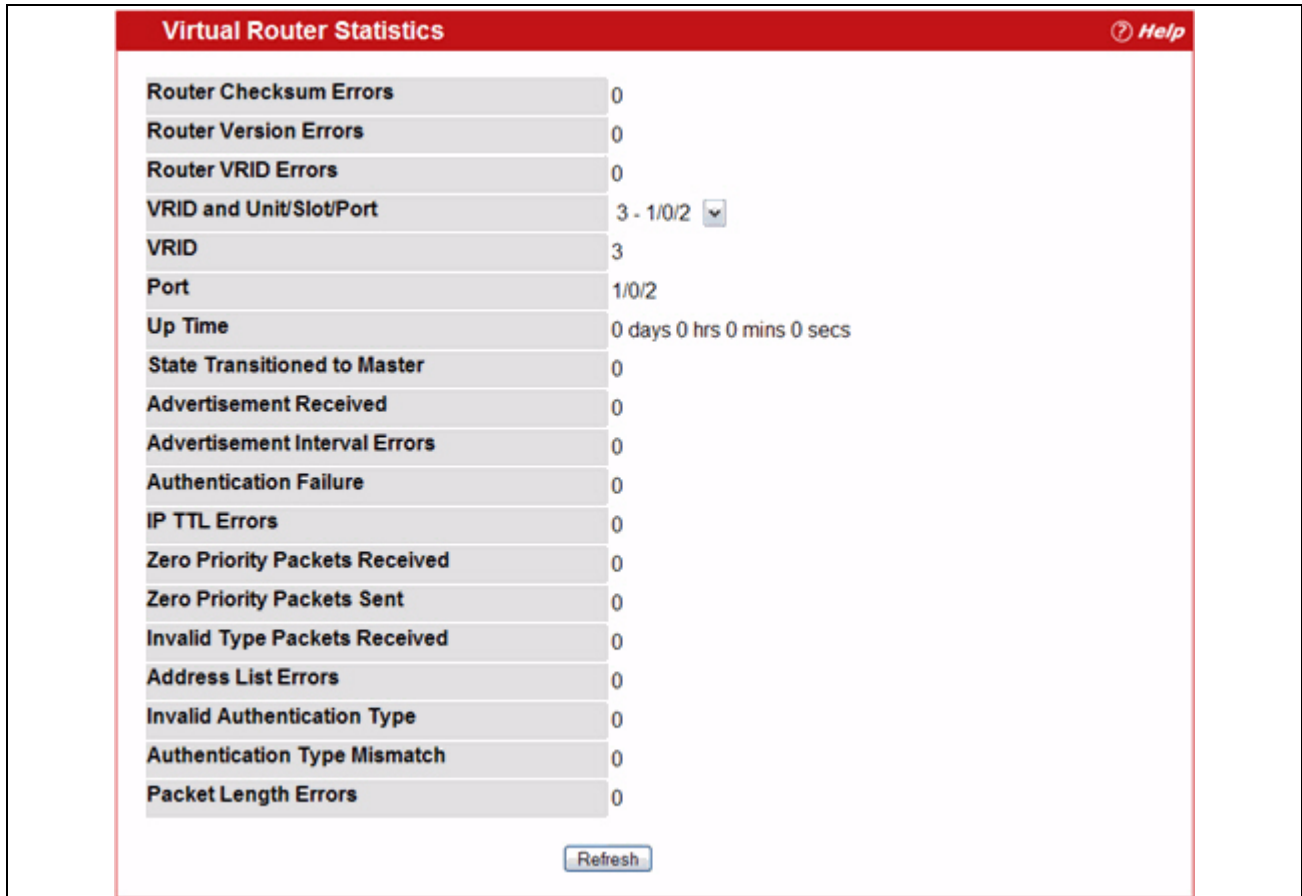 Virtual Router Statistics ? Help
Router Checksum Errors 0
Router Version Errors 0
Router VRID Errors 0
VRID and Unit/Slot/Port 3 - 1/0/2
VRID 3
Port 1/0/2
Up Time 0 days 0 hrs 0 mins 0 secs
State Transitioned to Master 0
Advertisement Received 0
Advertisement Interval Errors 0
Authentication Failure 0
IP TTL Errors 0
Zero Priority Packets Received 0
Zero Priority Packets Sent 0
Invalid Type Packets Received 0
Address List Errors 0
Invalid Authentication Type 0
Authentication Type Mismatch 0
Packet Length Errors 0
Refresh